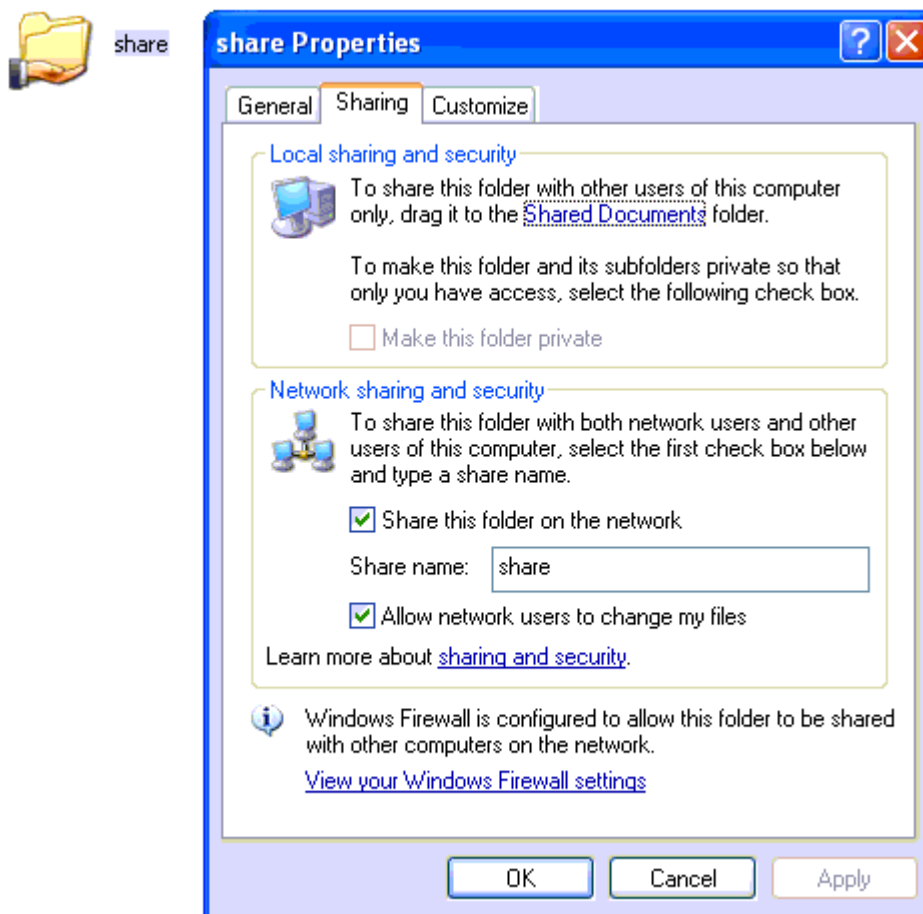 share
share Properties
General
Sharing
Customize
Local sharing and security
To share this folder with other users of this computer
only, drag it to the Shared Documents folder.
To make this folder and its subfolders private so that
only you have access, select the following check box.
Make this folder private
Network sharing and security
To share this folder with both network users and other
users of this computer, select the first check box below
and type a share name.
Share this folder on the network
Share name: share
Allow network users to change my files
Learn more about sharing and security.
Windows Firewall is configured to allow this folder to be shared
with other computers on the network.
View your Windows Firewall settings
OK
Cancel
Apply